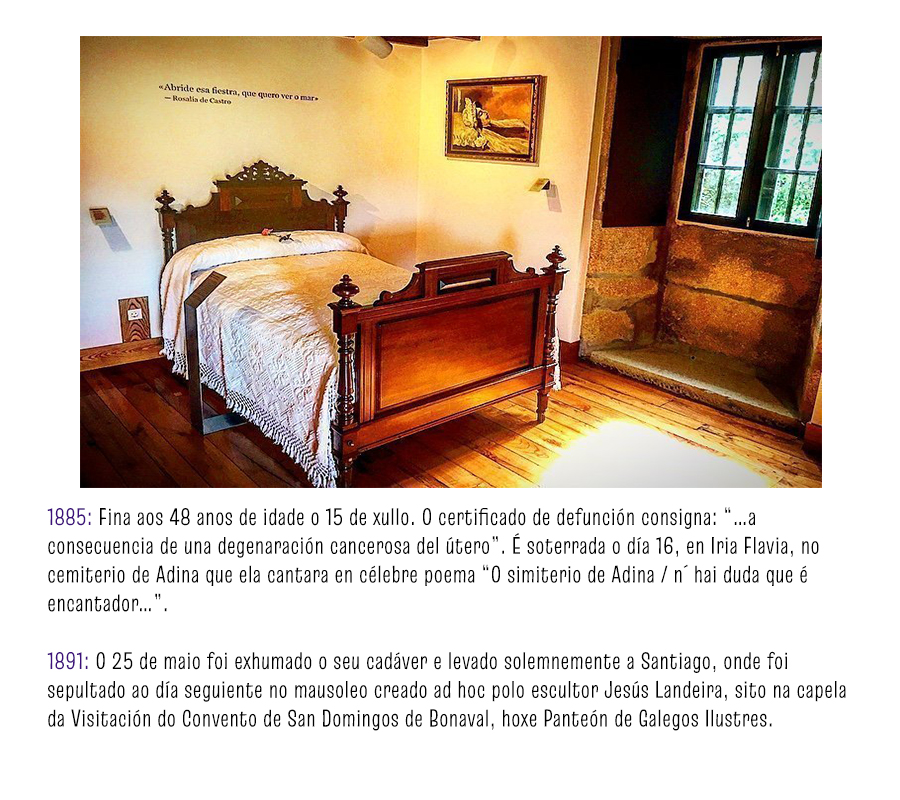 «Abride esa fiestra, que quero ver o mar»
— Rosalía de Castro
1885: Fina aos 48 anos de idade o 15 de xullo. O certificado de defunción consigna: “...a
consecuencia de una degenaración cancerosa del útero”. É soterrada o día 16, en Iria Flavia, no
cemiterio de Adina que ela cantara en célebre poema “O simiterio de Adina / n´ hai duda que é
encantador...”.
1891: O 25 de maio foi exhumado o seu cadáver e levado solemnemente a Santiago, onde foi
sepultado ao día seguiente no mausoleo creado ad hoc polo escultor Jesús Landeira, sito na capela
da Visitación do Convento de San Domingos de Bonaval, hoxe Panteón de Galegos Ilustres.